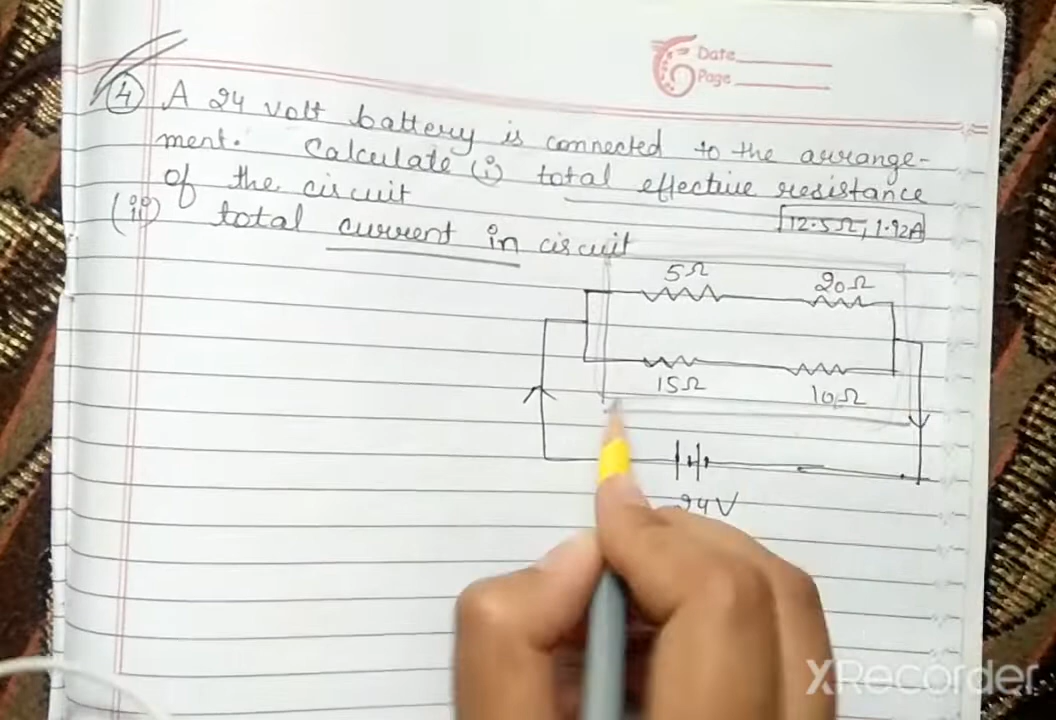 Date
Page
④ A 24 volt battery is connected to the arrange-
ment. Calculate (i) total effective resistance
of the circuit
12.5Ω, 1.92A
(ii) total current in circuit
5Ω 20Ω
15Ω 10Ω
24V
XRecorder